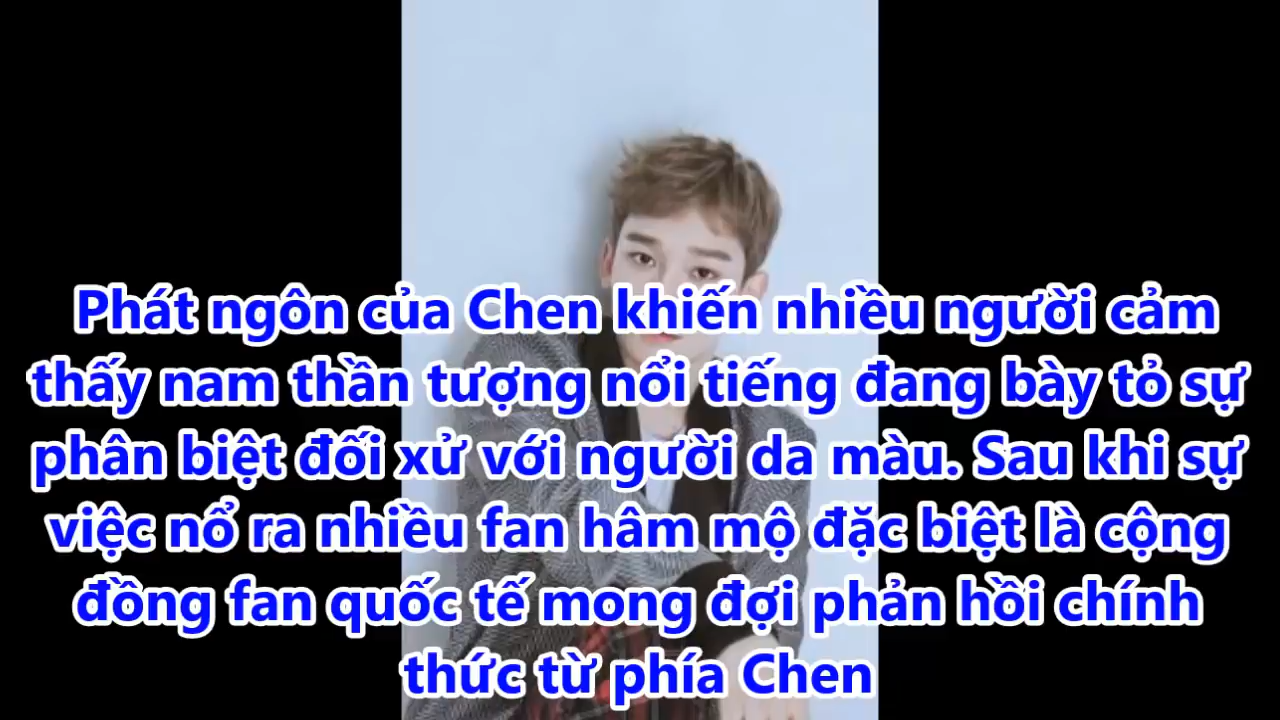 Phát ngôn của Chen khiến nhiều người cảm
thấy nam thần tượng nổi tiếng đang bày tỏ sự
phân biệt đối xử với người da màu. Sau khi sự
việc nổ ra nhiều fan hâm mộ đặc biệt là cộng
đồng fan quốc tế mong đợi phản hồi chính
thức từ phía Chen